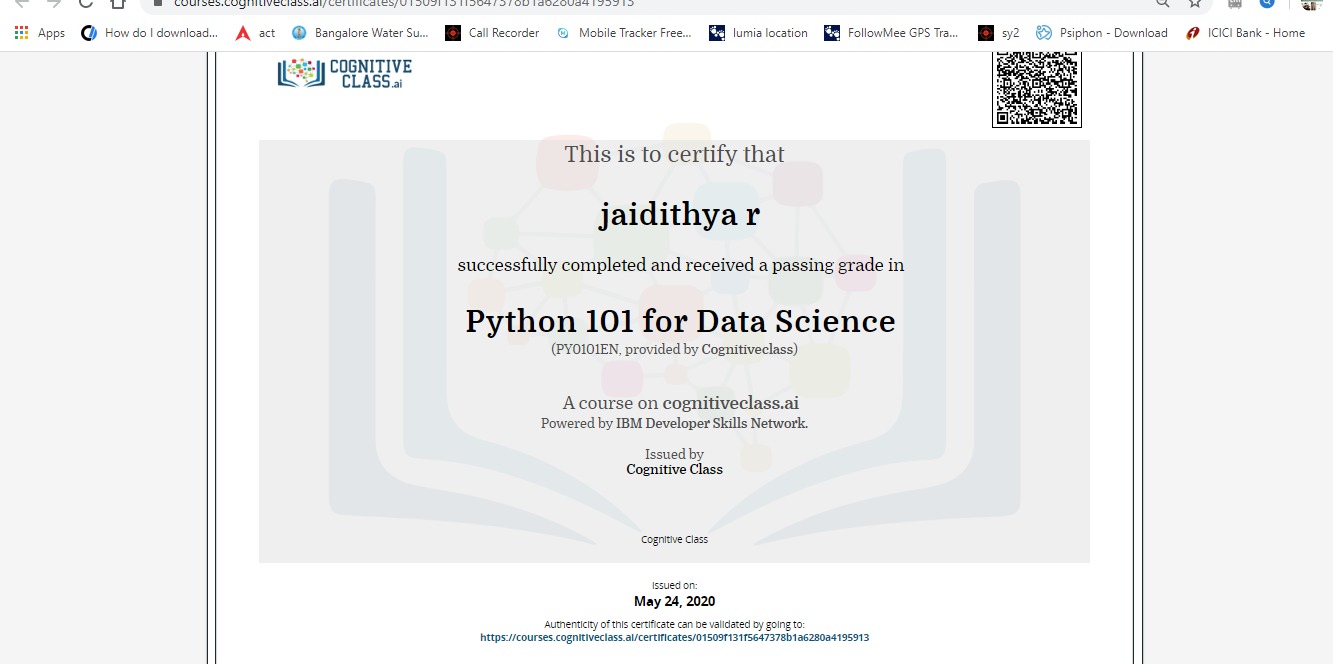 courses.cognitiveclass.ai/certificates/01509f131f5647378b1a6280a4195913
Apps How do I download... act Bangalore Water Su... Call Recorder Mobile Tracker Free... lumia location FollowMee GPS Tra... sy2 Psiphon - Download ICICI Bank - Home
COGNITIVE
CLASS.ai
This is to certify that
jaidithya r
successfully completed and received a passing grade in
Python 101 for Data Science
(PY0101EN, provided by Cognitiveclass)
A course on cognitiveclass.ai
Powered by IBM Developer Skills Network.
Issued by
Cognitive Class
Cognitive Class
Issued on:
May 24, 2020
Authenticity of this certificate can be validated by going to:
https://courses.cognitiveclass.ai/certificates/01509f131f5647378b1a6280a4195913